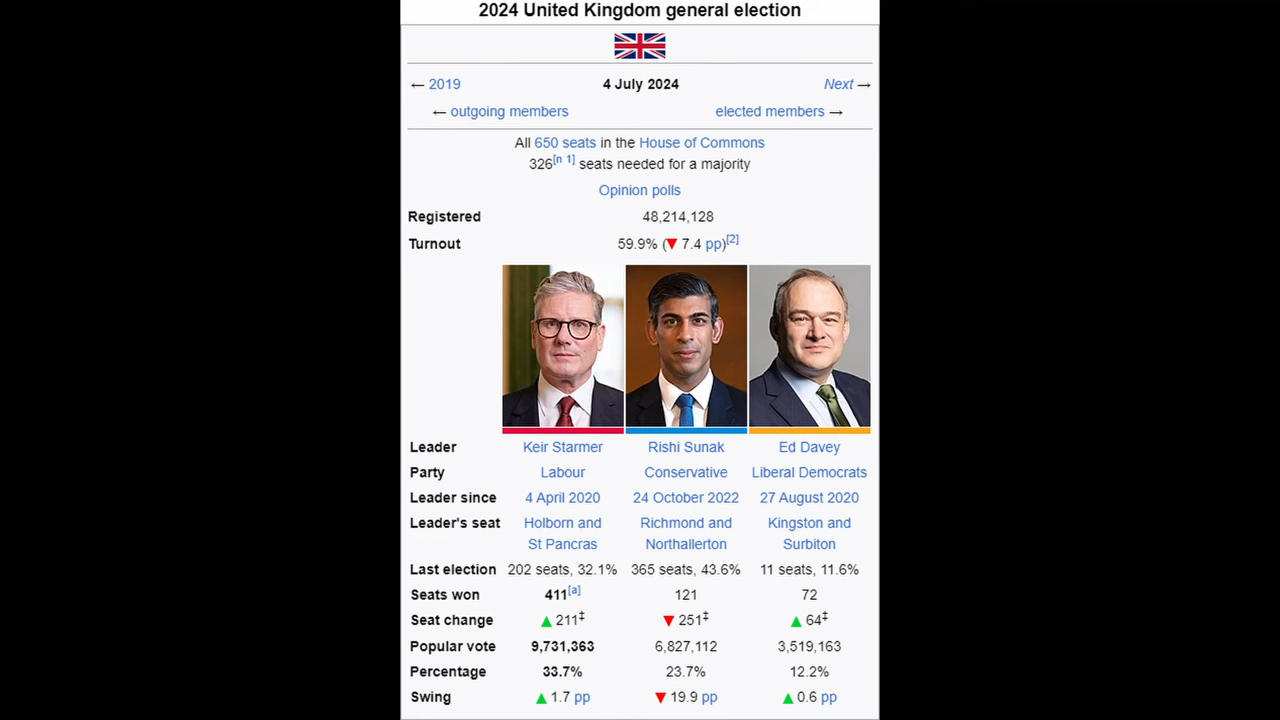 2024 United Kingdom general election
← 2019 4 July 2024 Next →
← outgoing members elected members →
All 650 seats in the House of Commons
326[n 1] seats needed for a majority
Opinion polls
Registered 48,214,128
Turnout 59.9% (▼ 7.4 pp)[2]
Leader Keir Starmer Rishi Sunak Ed Davey
Party Labour Conservative Liberal Democrats
Leader since 4 April 2020 24 October 2022 27 August 2020
Leader's seat Holborn and Richmond and Kingston and
St Pancras Northallerton Surbiton
Last election 202 seats, 32.1% 365 seats, 43.6% 11 seats, 11.6%
Seats won 411[a] 121 72
Seat change ▲ 211‡ ▼ 251‡ ▲ 64‡
Popular vote 9,731,363 6,827,112 3,519,163
Percentage 33.7% 23.7% 12.2%
Swing ▲ 1.7 pp ▼ 19.9 pp ▲ 0.6 pp